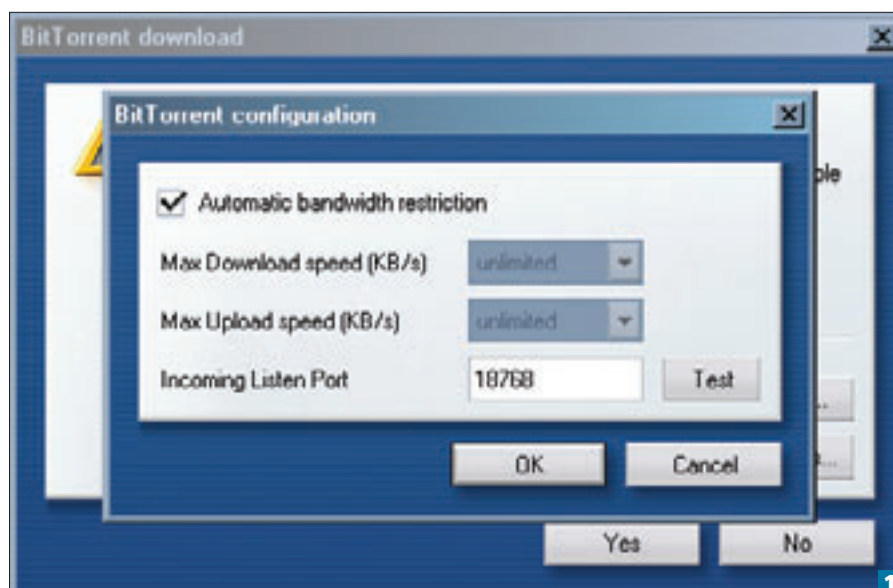 BitTorrent download
BitTorrent configuration
Automatic bandwidth restriction
Max Download speed (KB/s) unlimited
Max Upload speed (KB/s) unlimited
Incoming Listen Port 18768 Test
OK Cancel
Yes No